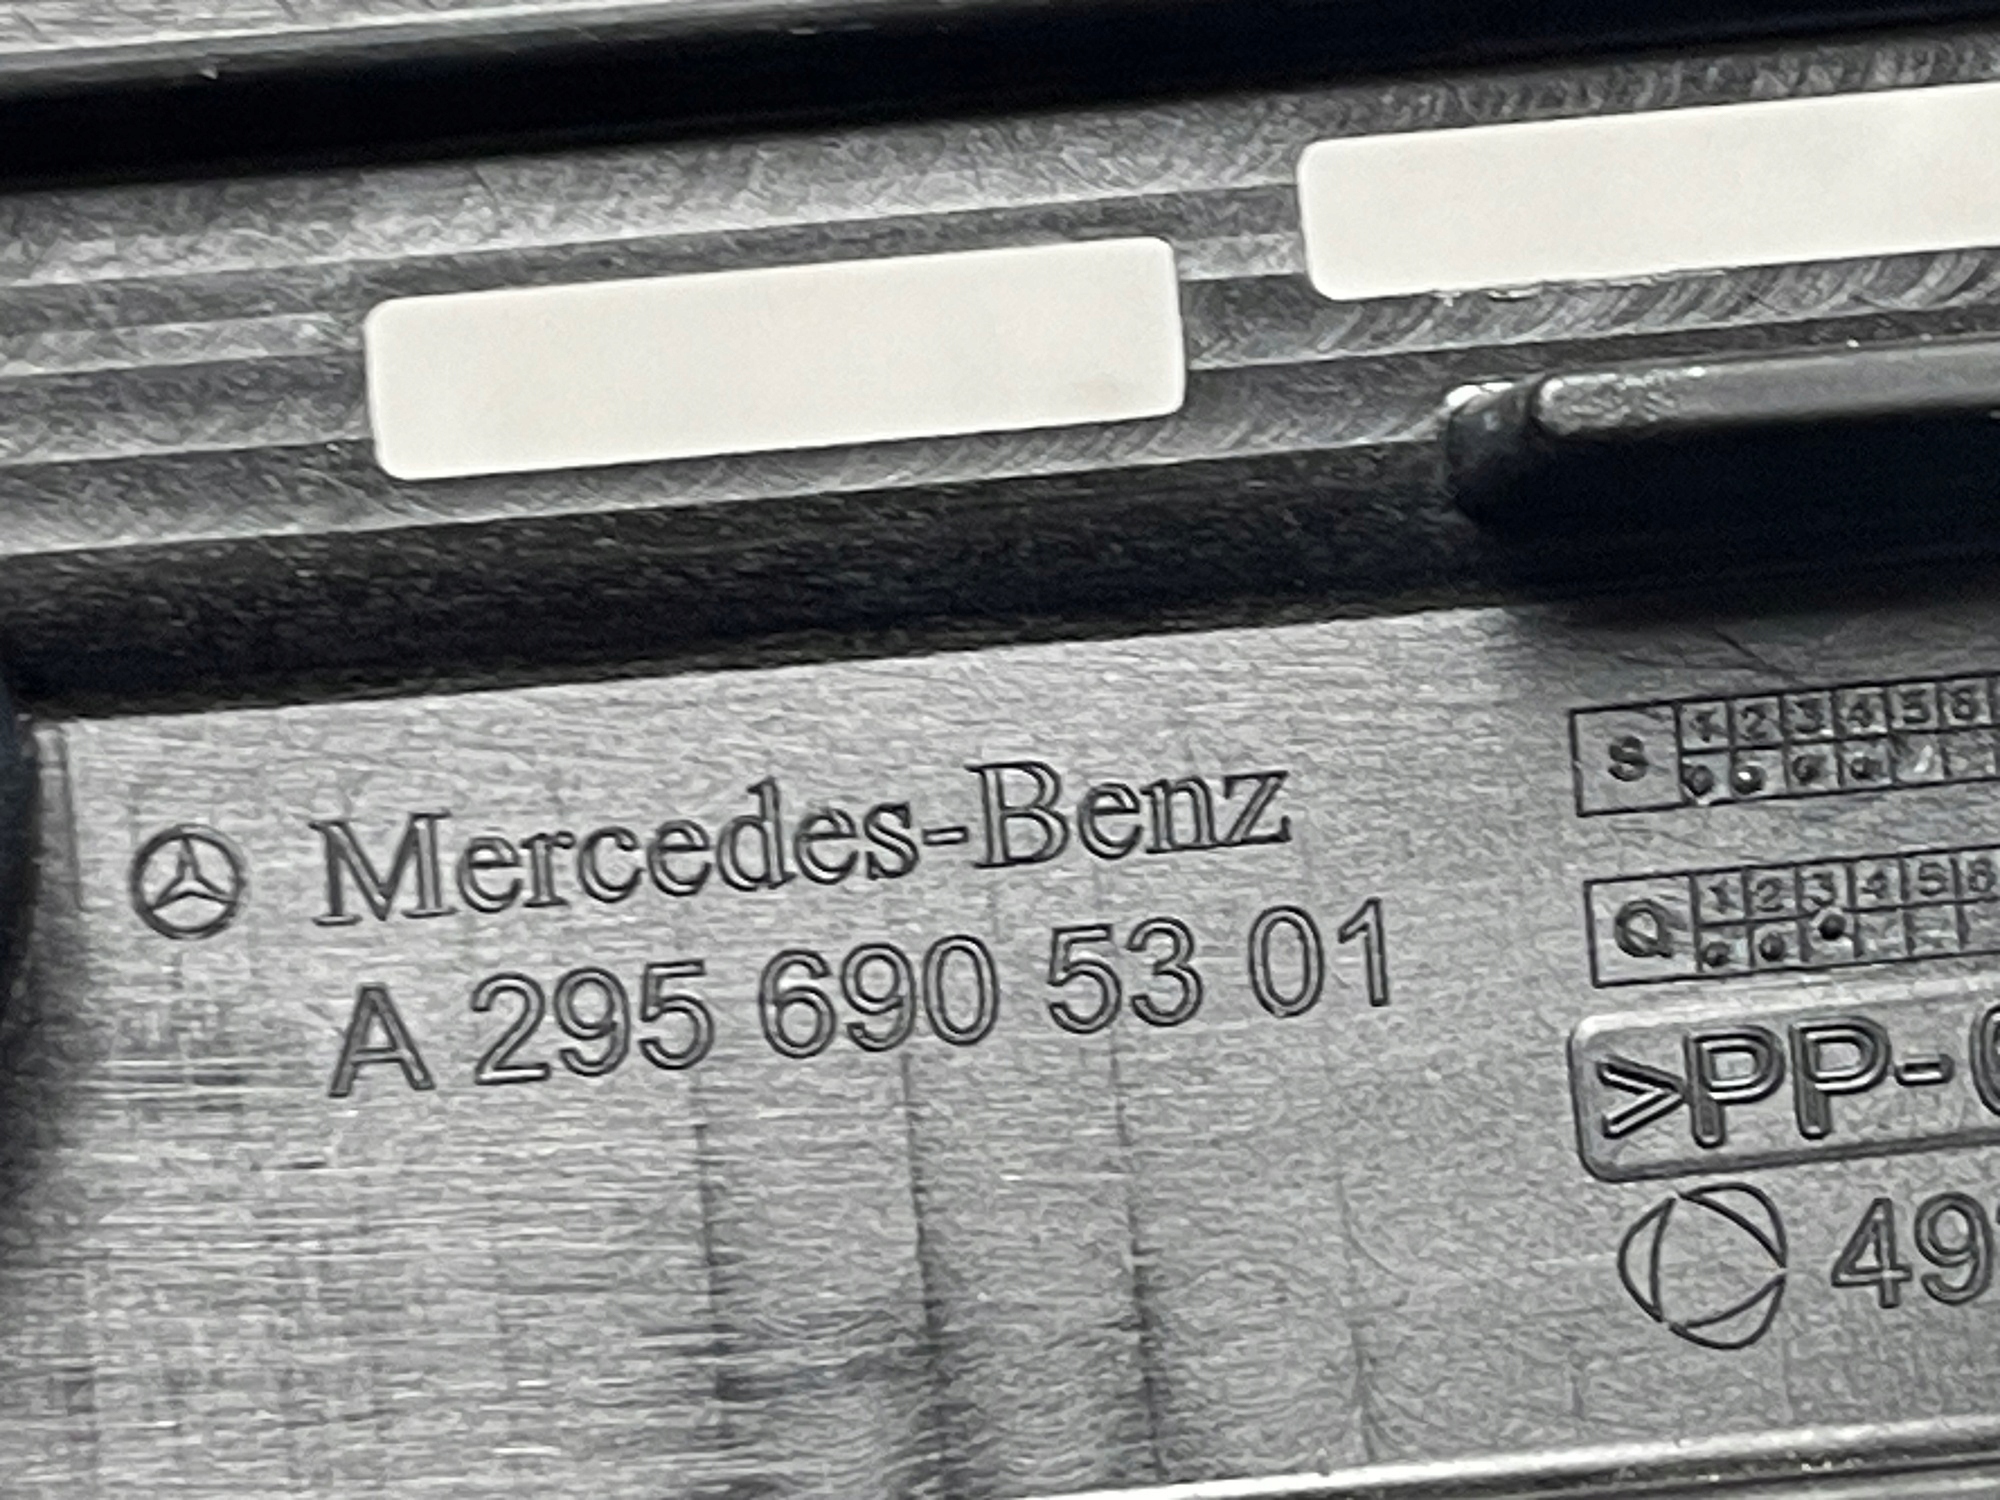 Mercedes-Benz
A 295 690 53 01
S 1 2 3 4 5 6
Q 1 2 3 4 5 6
>PP-
49